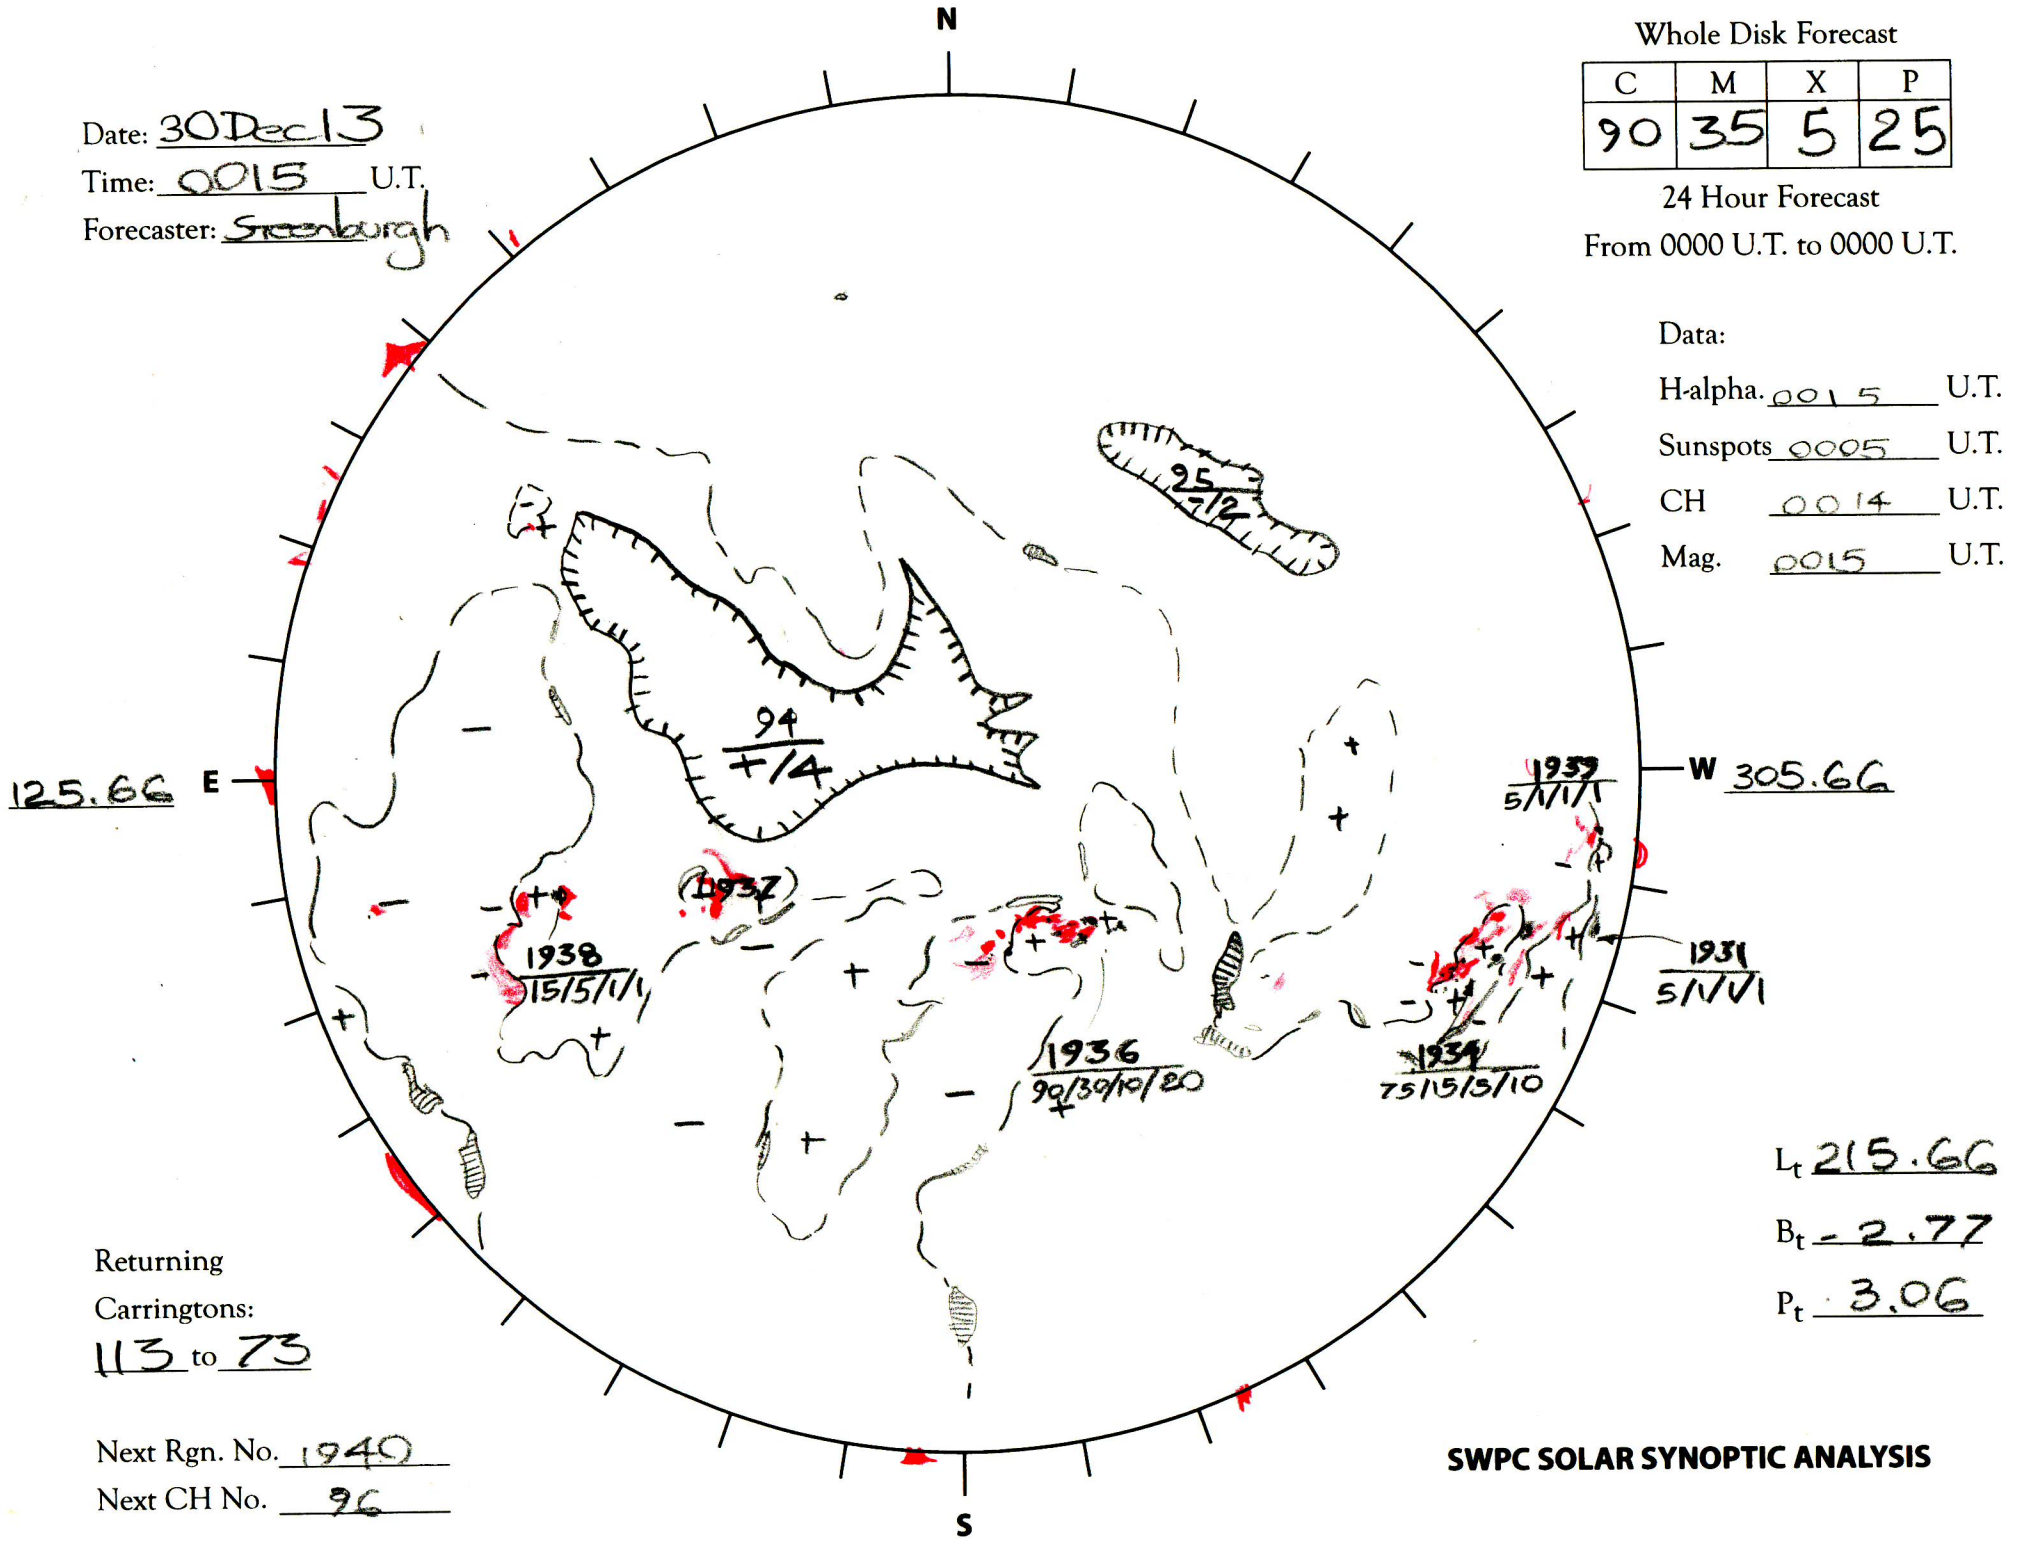 N
Whole Disk Forecast
C M X P
90 35 5 25
24 Hour Forecast
From 0000 U.T. to 0000 U.T.
Date: 30Dec13
Time: 0015 U.T.
Forecaster: Greenburgh
Data:
H-alpha. 0015 U.T.
Sunspots 0005 U.T.
CH 0014 U.T.
Mag. 0015 U.T.
94
+/4
125.66 E
W 305.66
1939
5/1/1/1
(1937)
1938
15/5/1/1
1931
5/1/1/1
1936
90/30/10/20
1934
75/15/5/10
Lt 215.66
Bt -2.77
Pt 3.06
Returning
Carringtons:
113 to 73
Next Rgn. No. 1940
Next CH No. 96
SWPC SOLAR SYNOPTIC ANALYSIS
S